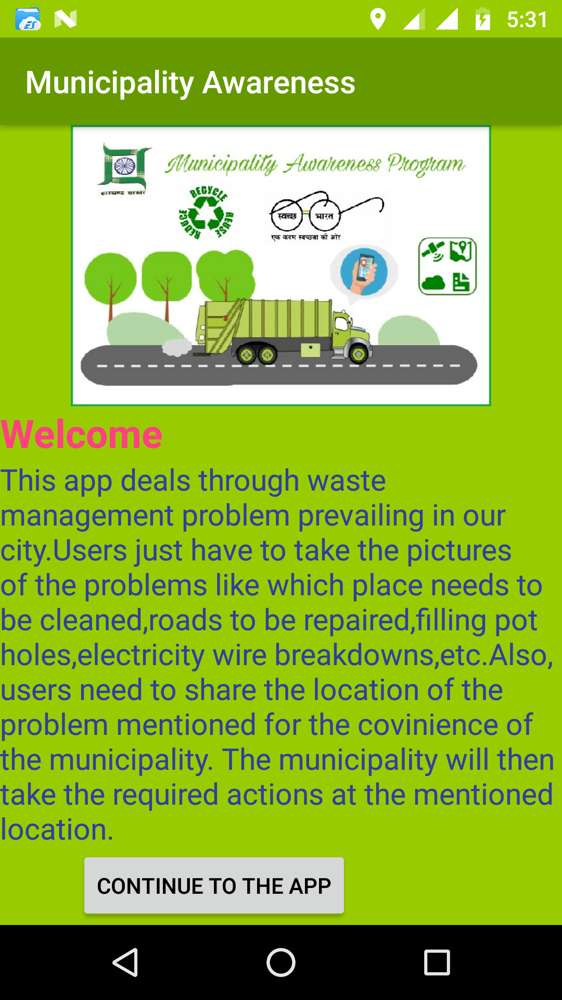 5:31
Municipality Awareness
Municipality Awareness Program
झारखण्ड सरकार
RECYCLE
REUSE
REDUCE
स्वच्छ भारत
एक कदम स्वच्छता की ओर
Welcome
This app deals through waste
management problem prevailing in our
city.Users just have to take the pictures
of the problems like which place needs to
be cleaned,roads to be repaired,filling pot
holes,electricity wire breakdowns,etc.Also,
users need to share the location of the
problem mentioned for the covinience of
the municipality. The municipality will then
take the required actions at the mentioned
location.
CONTINUE TO THE APP